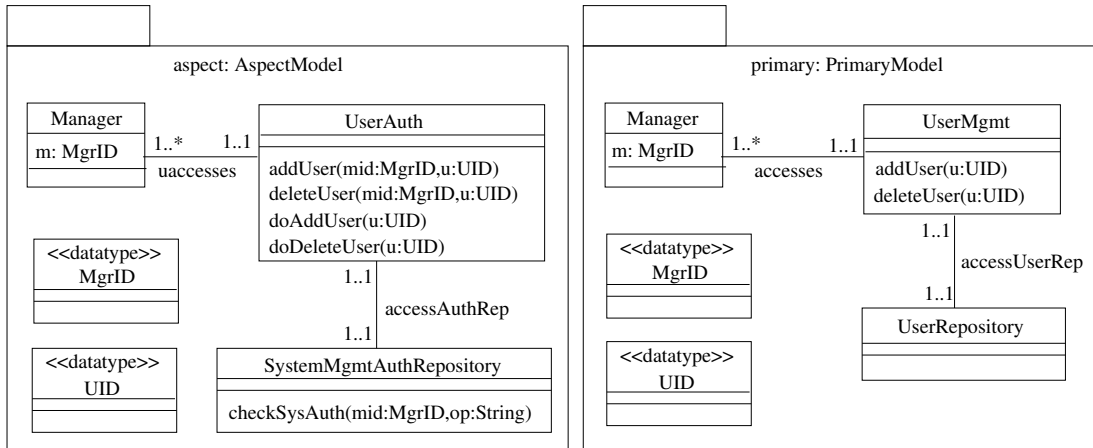 aspect: AspectModel
Manager
m: MgrID
1..*
1..1
uaccesses
UserAuth
addUser(mid:MgrID,u:UID)
deleteUser(mid:MgrID,u:UID)
doAddUser(u:UID)
doDeleteUser(u:UID)
<<datatype>>
MgrID
1..1
accessAuthRep
1..1
<<datatype>>
UID
SystemMgmtAuthRepository
checkSysAuth(mid:MgrID,op:String)
primary: PrimaryModel
Manager
m: MgrID
1..*
1..1
accesses
UserMgmt
addUser(u:UID)
deleteUser(u:UID)
<<datatype>>
MgrID
1..1
accessUserRep
1..1
<<datatype>>
UID
UserRepository